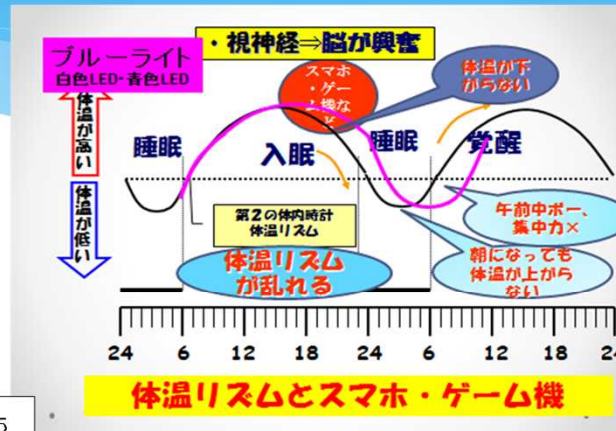 ・視神経⇒脳が興奮
ブルーライト
白色LED・青色LED
スマホ
・ゲー
ム機な
ど
体温が下
がらない
体温が高い
体温が低い
睡眠
入眠
睡眠
覚醒
第2の体内時計
体温リズム
午前中ボー、
集中力×
体温リズム
が乱れる
朝になっても
体温が上がら
ない
24 6 12 18 24 6 12 18 24
体温リズムとスマホ・ゲーム機
5